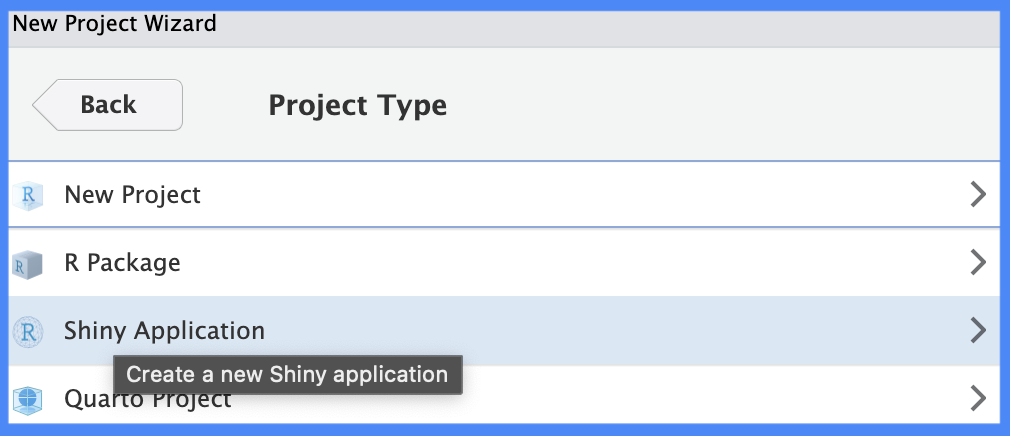 New Project Wizard
Back
Project Type
R
New Project
R
R Package
R
Shiny Application
Create a new Shiny application
Quarto Project